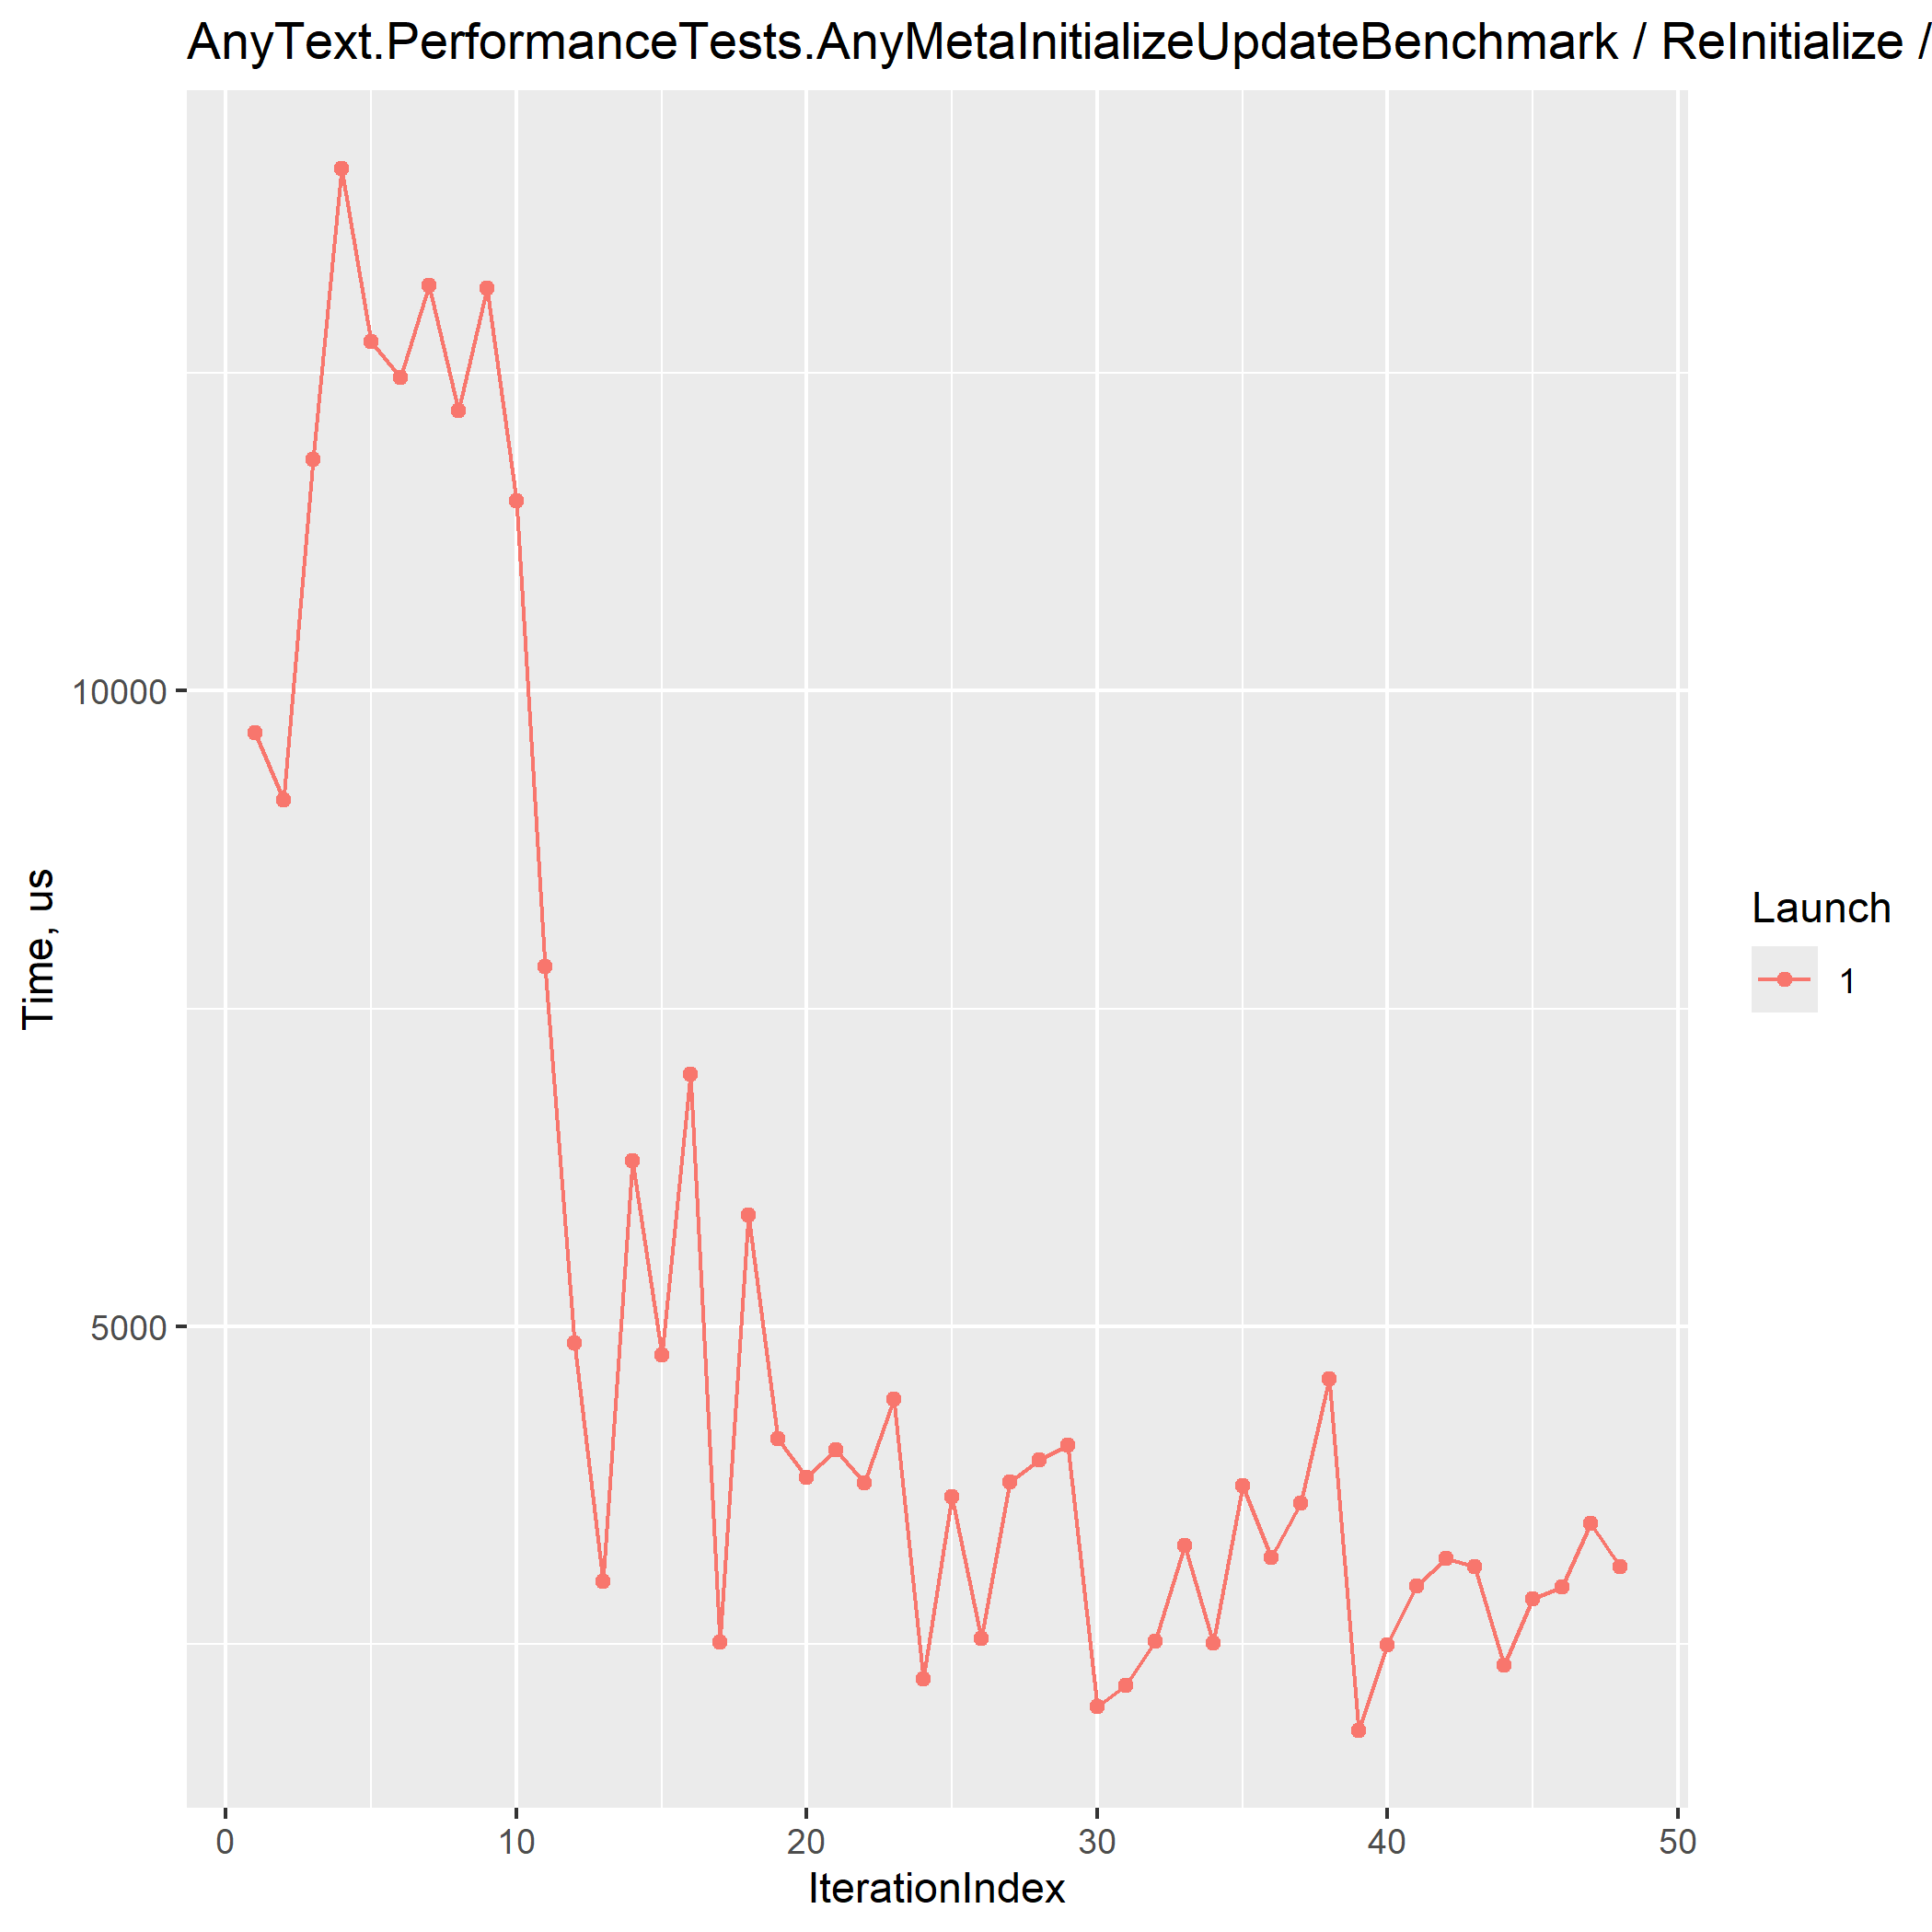 AnyText.PerformanceTests.AnyMetaInitializeUpdateBenchmark / ReInitialize /
10000
5000
Time, us
0 10 20 30 40 50
IterationIndex
Launch
1